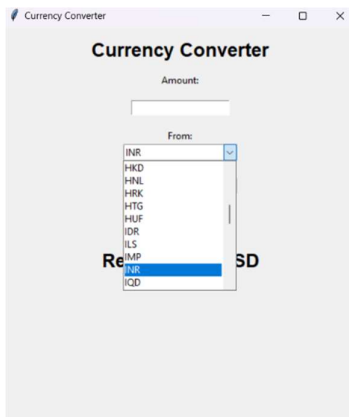 Currency Converter
Currency Converter
Amount:
From:
INR
HKD
HNL
HRK
HTG
HUF
IDR
ILS
IMP
INR
IQD
Re
SD